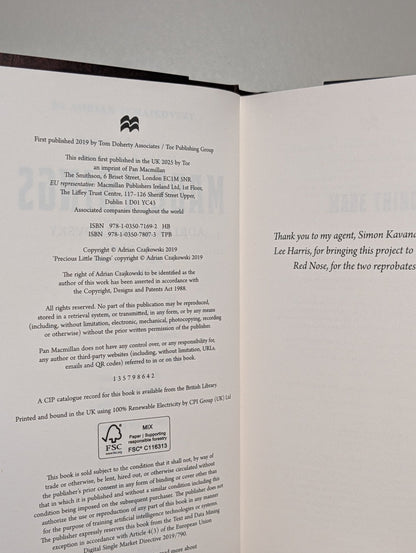 First published 2019 by Tom Doherty Associates / Tor Publishing Group
This edition first published in the UK 2025 by Tor
an imprint of Pan Macmillan
The Smithson, 6 Briset Street, London EC1M 5NR
EU representative: Macmillan Publishers Ireland Ltd, 1st Floor,
The Liffey Trust Centre, 117–126 Sheriff Street Upper,
Dublin 1 D01 YC43
Associated companies throughout the world
ISBN 978-1-0350-7169-2 HB
ISBN 978-1-0350-7807-3 TPB
Copyright © Adrian Czajkowski 2019
'Precious Little Things' copyright © Adrian Czajkowski 2019
The right of Adrian Czajkowski to be identified as the
author of this work has been asserted in accordance with
the Copyright, Designs and Patents Act 1988.
All rights reserved. No part of this publication may be reproduced,
stored in a retrieval system, or transmitted, in any form, or by any means
(including, without limitation, electronic, mechanical, photocopying, recording
or otherwise) without the prior written permission of the publisher.
Pan Macmillan does not have any control over, or any responsibility for,
any author or third-party websites (including, without limitation, URLs,
emails and QR codes) referred to in or on this book.
1 3 5 7 9 8 6 4 2
A CIP catalogue record for this book is available from the British Library.
Printed and bound in the UK using 100% Renewable Electricity by CPI Group (UK) Ltd
FSC
www.fsc.org
MIX
Paper | Supporting
responsible forestry
FSC® C116313
This book is sold subject to the condition that it shall not, by way of
trade or otherwise, be lent, hired out, or otherwise circulated without
the publisher's prior consent in any form of binding or cover other than
that in which it is published and without a similar condition including this
condition being imposed on the subsequent purchaser. The publisher does not
authorize the use or reproduction of any part of this book in any manner
for the purpose of training artificial intelligence technologies or systems.
The publisher expressly reserves this book from the Text and Data Mining
exception in accordance with Article 4(3) of the European Union
Digital Single Market Directive 2019/790.
read more about
Thank you to my agent, Simon Kavana
Lee Harris, for bringing this project to
Red Nose, for the two reprobates